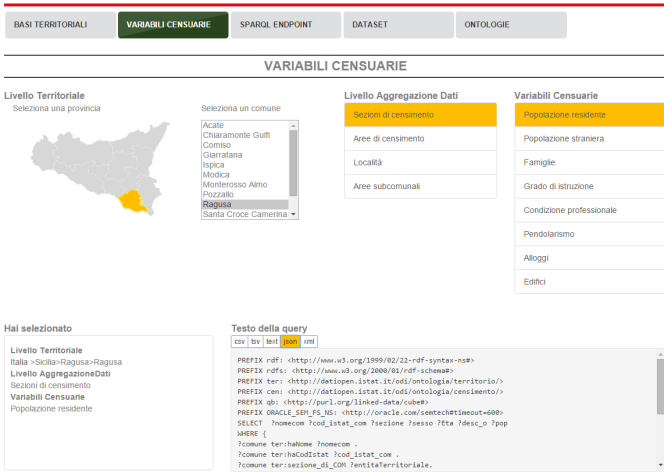 BASI TERRITORIALI
VARIABILI CENSUARIE
SPARQL ENDPOINT
DATASET
ONTOLOGIE
VARIABILI CENSUARIE
Livello Territoriale
Seleziona una provincia
Seleziona un comune
Acate
Chiaramonte Gulfi
Comiso
Giarratana
Ispica
Modica
Monterosso Almo
Pozzallo
Ragusa
Santa Croce Camerina
Livello Aggregazione Dati
Sezioni di censimento
Aree di censimento
Località
Aree subcomunali
Variabili Censuarie
Popolazione residente
Popolazione straniera
Famiglie
Grado di istruzione
Condizione professionale
Pendolarismo
Alloggi
Edifici
Hai selezionato
Livello Territoriale
Italia >Sicilia>Ragusa>Ragusa
Livello AggregazioneDati
Sezioni di censimento
Variabili Censuarie
Popolazione residente
Testo della query
csv tsv text json xml
PREFIX rdf: <http://www.w3.org/1999/02/22-rdf-syntax-ns#>
PREFIX rdfs: <http://www.w3.org/2000/01/rdf-schema#>
PREFIX ter: <http://datiopen.istat.it/odi/ontologia/territorio/>
PREFIX cen: <http://datiopen.istat.it/odi/ontologia/censimento/>
PREFIX qb: <http://purl.org/linked-data/cube#>
PREFIX ORACLE_SEM_FS_NS: <http://oracle.com/semtech#timeout=600>
SELECT ?nomecom ?cod_istat_com ?sezione ?sesso ?Eta ?desc_o ?pop
WHERE {
?comune ter:haNome ?nomecom .
?comune ter:haCodIstat ?cod_istat_com .
?comune ter:sezione_di_COM ?entitaTerritoriale.